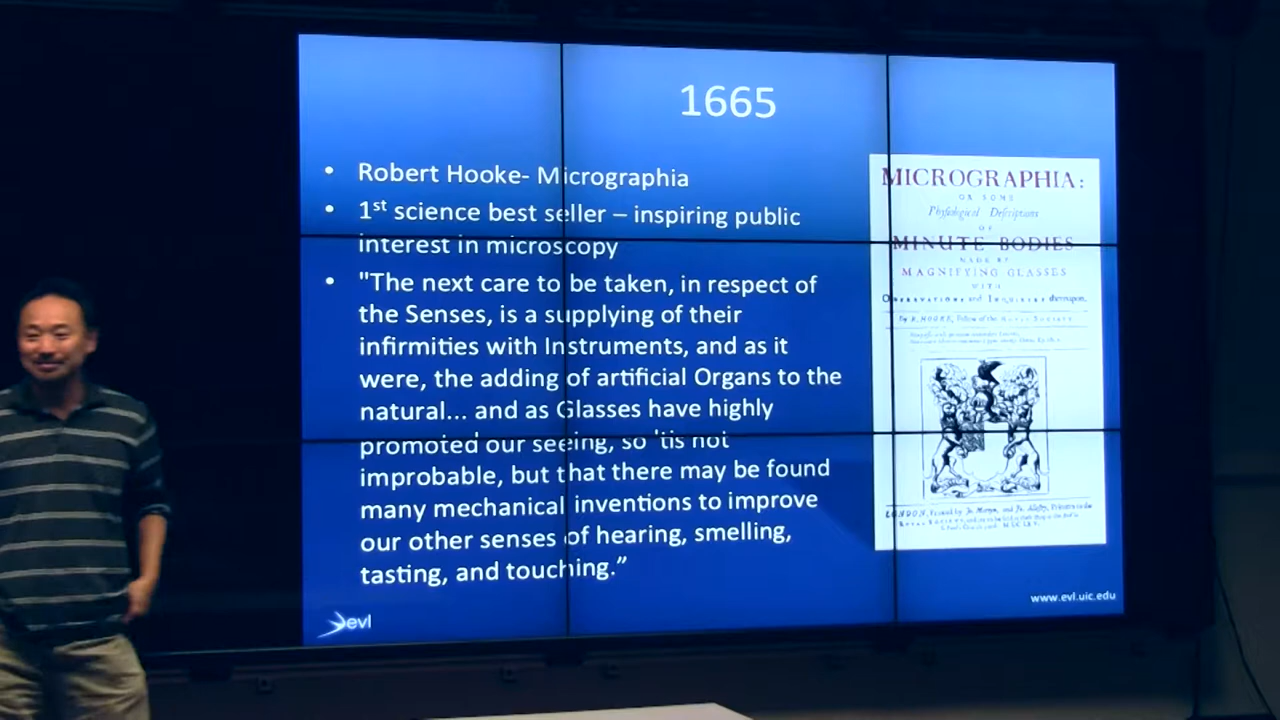 1665
• Robert Hooke- Micrographia
• 1st science best seller – inspiring public
interest in microscopy
• "The next care to be taken, in respect of
the Senses, is a supplying of their
infirmities with Instruments, and as it
were, the adding of artificial Organs to the
natural... and as Glasses have highly
promoted our seeing, so 'tis not
improbable, but that there may be found
many mechanical inventions to improve
our other senses of hearing, smelling,
tasting, and touching.”
MICROGRAPHIA:
OR SOME
Physiological Descriptions
OF
MINUTE BODIES
MADE BY
MAGNIFYING GLASSES
WITH
OBSERVATIONS and INQUIRIES thereupon.
By R. HOOKE, Fellow of the ROYAL SOCIETY
LONDON, Printed by Jo. Martyn, and Ja. Allestry, Printers to the
ROYAL SOCIETY
evl
www.evl.uic.edu